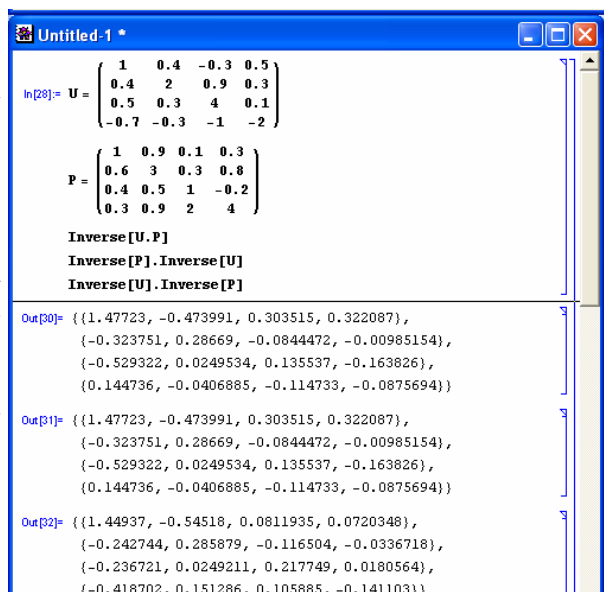 Untitled-1 *
In[28]:= U = ( 1 0.4 -0.3 0.5
0.4 2 0.9 0.3
0.5 0.3 4 0.1
-0.7 -0.3 -1 -2 )
P = ( 1 0.9 0.1 0.3
0.6 3 0.3 0.8
0.4 0.5 1 -0.2
0.3 0.9 2 4 )
Inverse[U.P]
Inverse[P].Inverse[U]
Inverse[U].Inverse[P]
Out[30]= {{1.47723, -0.473991, 0.303515, 0.322087},
{-0.323751, 0.28669, -0.0844472, -0.00985154},
{-0.529322, 0.0249534, 0.135537, -0.163826},
{0.144736, -0.0406885, -0.114733, -0.0875694}}
Out[31]= {{1.47723, -0.473991, 0.303515, 0.322087},
{-0.323751, 0.28669, -0.0844472, -0.00985154},
{-0.529322, 0.0249534, 0.135537, -0.163826},
{0.144736, -0.0406885, -0.114733, -0.0875694}}
Out[32]= {{1.44937, -0.54518, 0.0811935, 0.0720348},
{-0.242744, 0.285879, -0.116504, -0.0336718},
{-0.236721, 0.0249211, 0.217749, 0.0180564},
{-0.418702, 0.151286, 0.105885, -0.141103}}